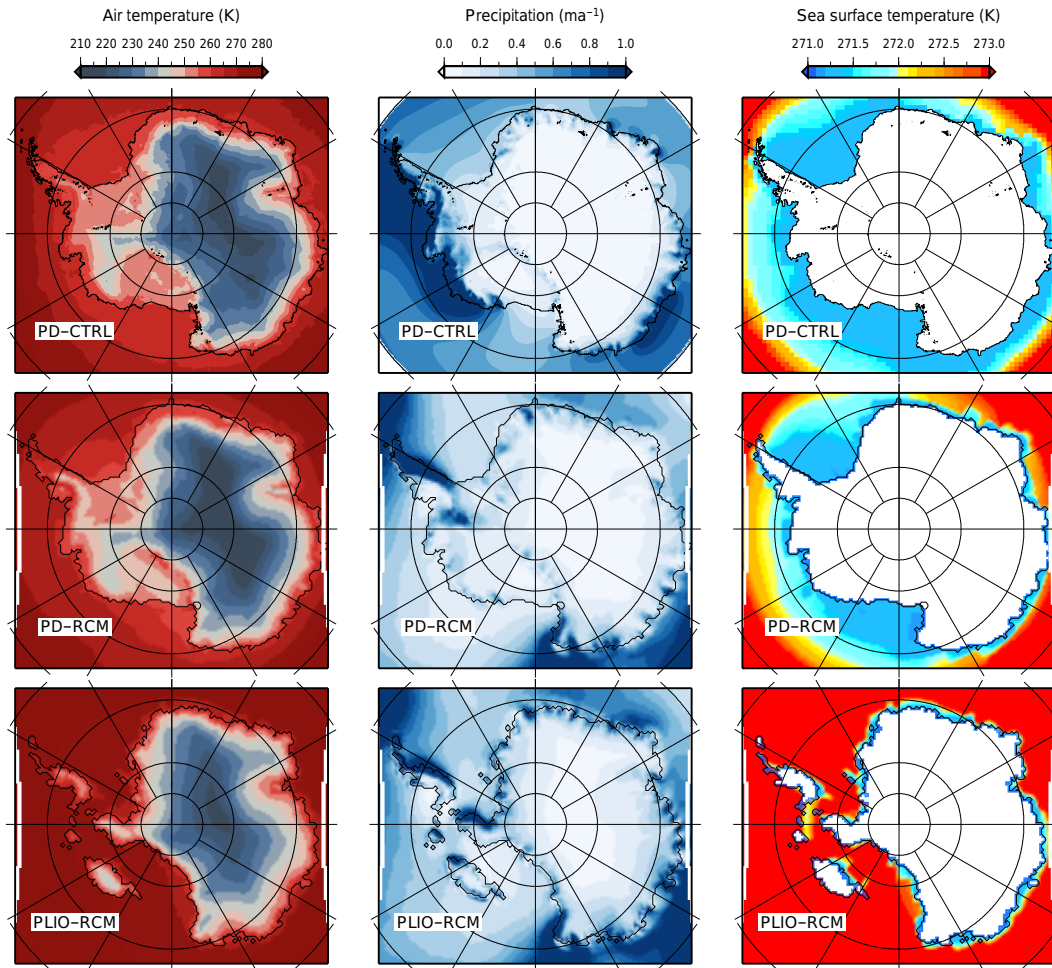 Air temperature (K) Precipitation (ma⁻¹) Sea surface temperature (K)
210 220 230 240 250 260 270 280 0.0 0.2 0.4 0.6 0.8 1.0 271.0 271.5 272.0 272.5 273.0
PD−CTRL PD−CTRL PD−CTRL
PD−RCM PD−RCM PD−RCM
PLIO−RCM PLIO−RCM PLIO−RCM